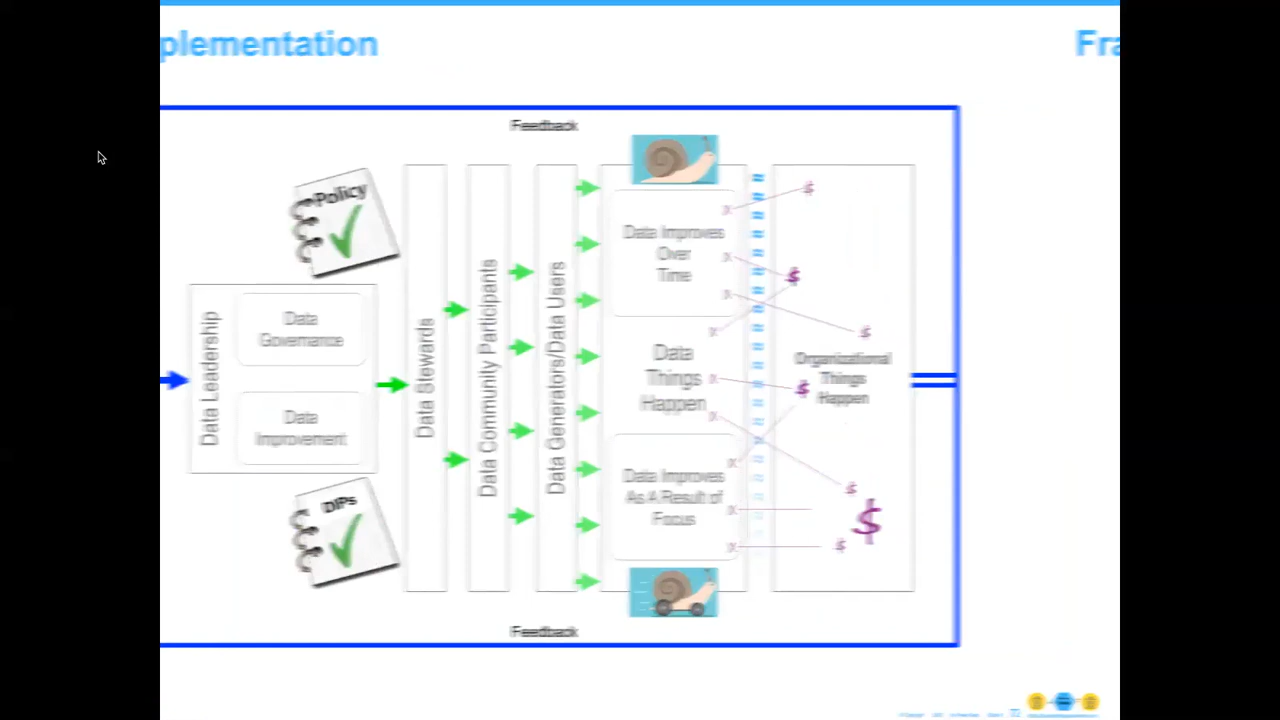 plementation
Fra
Feedback
Policy
Data Leadership
Data
Governance
Data
Improvement
DIPs
Data Stewards
Data Community Participants
Data Generators/Data Users
Data Improves
Over
Time
Data
Things
Happen
Data Improves
As A Result of
Focus
X
X
X
X
X
X
X
X
X
$
$
$
$
$
$
$
Organizational
Things
Happen
Feedback